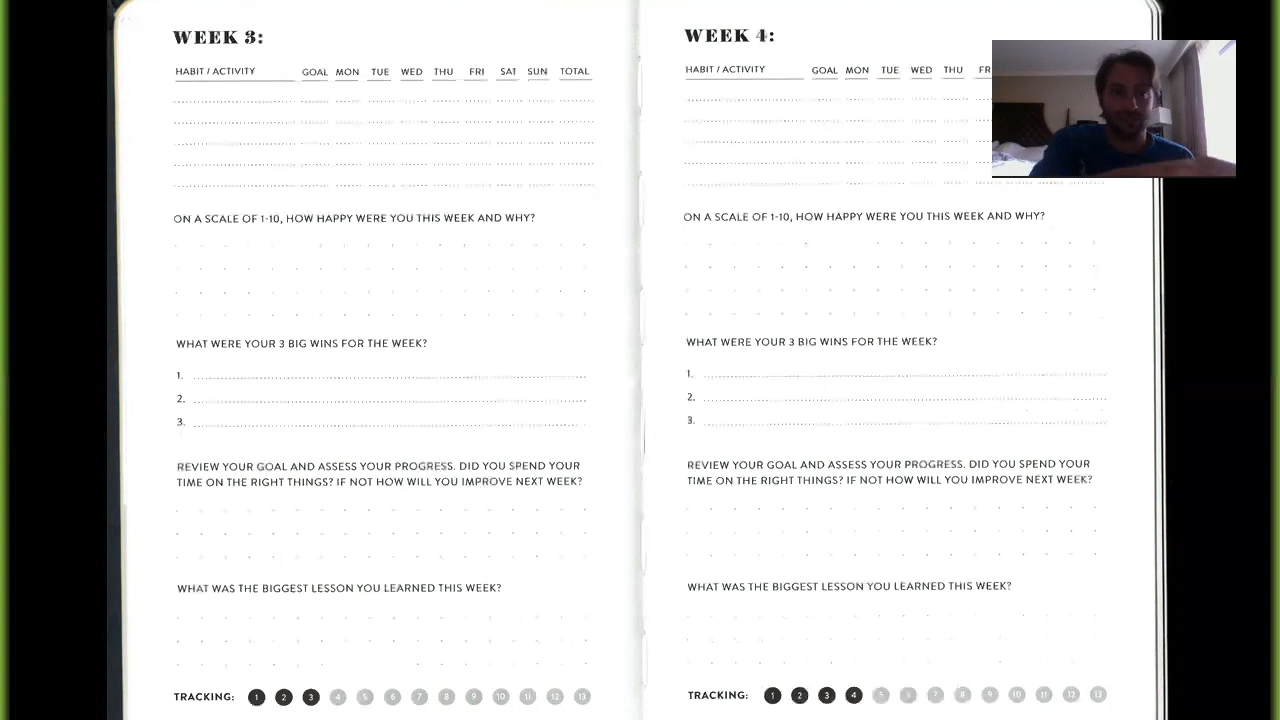 WEEK 3:
HABIT / ACTIVITY GOAL MON TUE WED THU FRI SAT SUN TOTAL
ON A SCALE OF 1-10, HOW HAPPY WERE YOU THIS WEEK AND WHY?
WHAT WERE YOUR 3 BIG WINS FOR THE WEEK?
1.
2.
3.
REVIEW YOUR GOAL AND ASSESS YOUR PROGRESS. DID YOU SPEND YOUR
TIME ON THE RIGHT THINGS? IF NOT HOW WILL YOU IMPROVE NEXT WEEK?
WHAT WAS THE BIGGEST LESSON YOU LEARNED THIS WEEK?
TRACKING: 1 2 3 4 5 6 7 8 9 10 11 12 13
WEEK 4:
HABIT / ACTIVITY GOAL MON TUE WED THU FR
ON A SCALE OF 1-10, HOW HAPPY WERE YOU THIS WEEK AND WHY?
WHAT WERE YOUR 3 BIG WINS FOR THE WEEK?
1.
2.
3.
REVIEW YOUR GOAL AND ASSESS YOUR PROGRESS. DID YOU SPEND YOUR
TIME ON THE RIGHT THINGS? IF NOT HOW WILL YOU IMPROVE NEXT WEEK?
WHAT WAS THE BIGGEST LESSON YOU LEARNED THIS WEEK?
TRACKING: 1 2 3 4 5 6 7 8 9 10 11 12 13